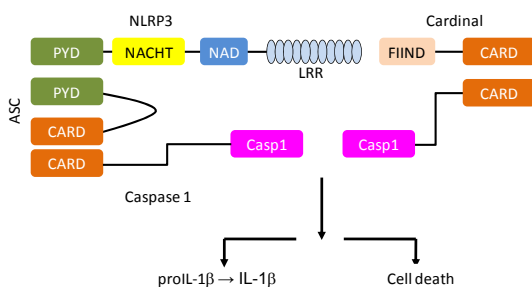 NLRP3
Cardinal
PYD NACHT NAD LRR FIIND CARD
ASC
PYD
CARD
CARD
CARD
Casp1 Casp1
Caspase 1
proIL-1β → IL-1β
Cell death